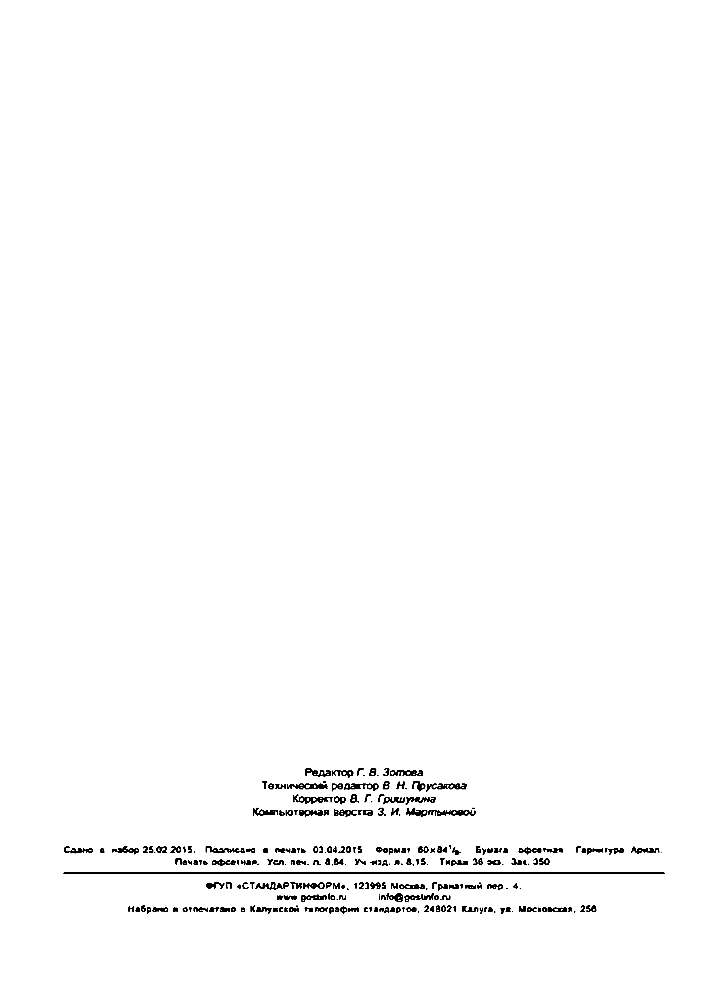 Редактор Г. В. Зотова
Технический редактор В. Н. Прусакова
Корректор В. Г. Гришунина
Компьютерная верстка З. И. Мартыновой
Сдано в набор 25.02.2015. Подписано в печать 03.04.2015. Формат 60×84¹/₈. Бумага офсетная Гарнитура Ариал.
Печать офсетная. Усл. печ. л. 8,84. Уч.-изд. л. 8,15. Тираж 38 экз. Зак. 350
ФГУП «СТАНДАРТИНФОРМ», 123995 Москва, Гранатный пер., 4.
www.gostinfo.ru info@gostinfo.ru
Набрано и отпечатано в Калужской типографии стандартов, 248021 Калуга, ул. Московская, 256